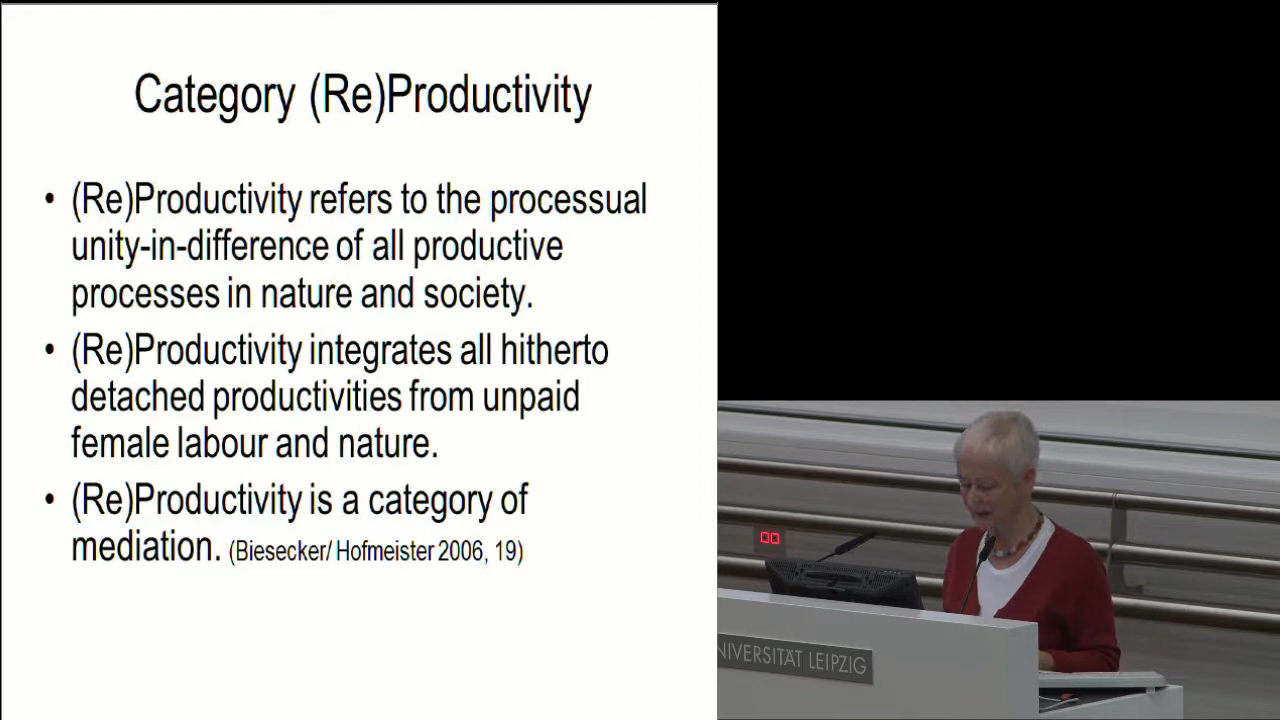 Category (Re)Productivity
• (Re)Productivity refers to the processual
unity-in-difference of all productive
processes in nature and society.
• (Re)Productivity integrates all hitherto
detached productivities from unpaid
female labour and nature.
• (Re)Productivity is a category of
mediation. (Biesecker/ Hofmeister 2006, 19)
00
NIVERSITÄT LEIPZIG